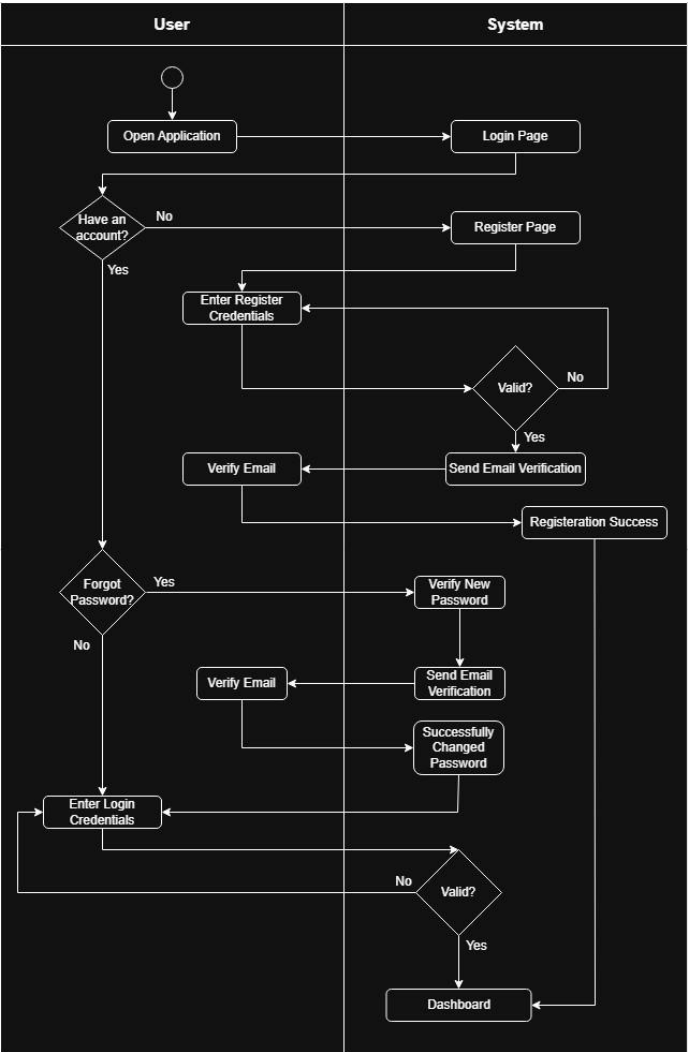 User
System
Open Application
Login Page
Have an
account?
No
Register Page
Yes
Enter Register
Credentials
Valid?
No
Yes
Verify Email
Send Email Verification
Registeration Success
Forgot
Password?
Yes
Verify New
Password
No
Verify Email
Send Email
Verification
Successfully
Changed
Password
Enter Login
Credentials
No
Valid?
Yes
Dashboard